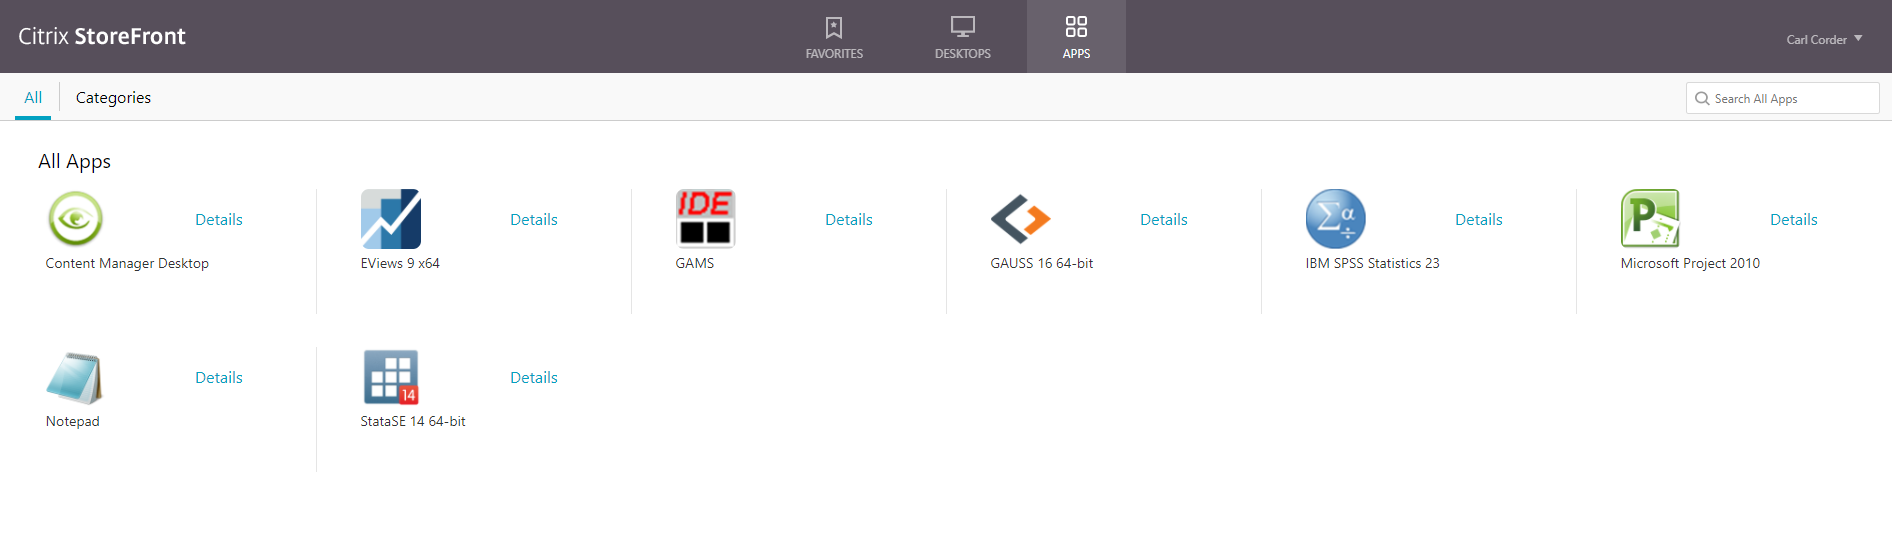 Citrix StoreFront
FAVORITES
DESKTOPS
APPS
Carl Corder
All
Categories
Search All Apps
All Apps
Details
Details
IDE
Details
Details
Σα÷
Details
P
Details
Content Manager Desktop
EViews 9 x64
GAMS
GAUSS 16 64-bit
IBM SPSS Statistics 23
Microsoft Project 2010
Details
14
Details
Notepad
StataSE 14 64-bit